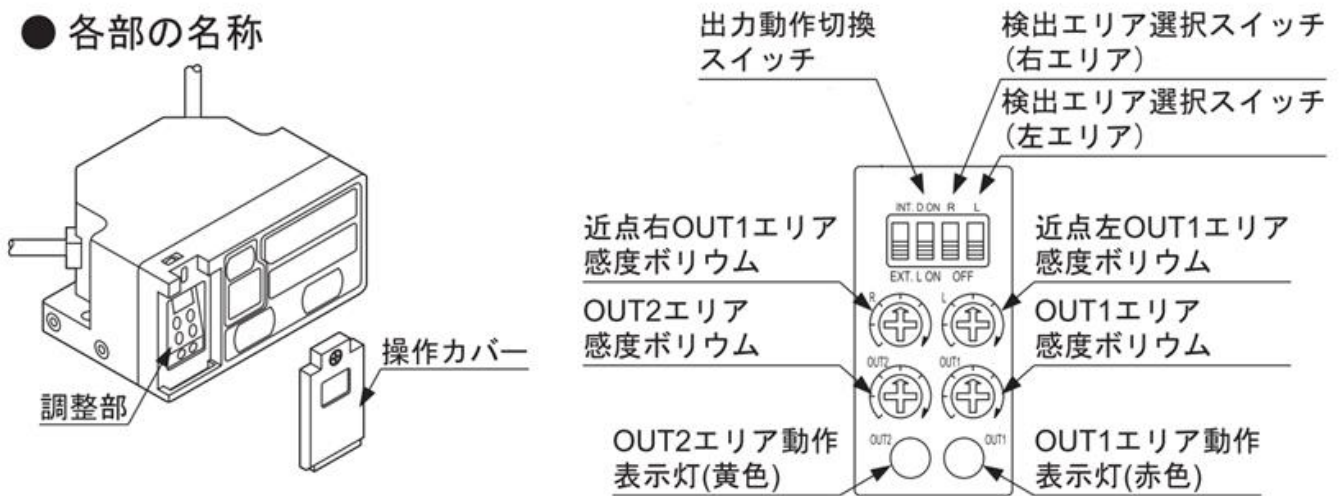 ● 各部の名称
調整部
操作カバー
出力動作切換
スイッチ
検出エリア選択スイッチ
(右エリア)
検出エリア選択スイッチ
(左エリア)
INT. D ON R L
EXT. L ON OFF
近点右OUT1エリア
感度ボリウム
R
L
近点左OUT1エリア
感度ボリウム
OUT2エリア
感度ボリウム
OUT2
OUT1
OUT1エリア
感度ボリウム
OUT2エリア動作
表示灯(黄色)
OUT2
OUT1
OUT1エリア動作
表示灯(赤色)